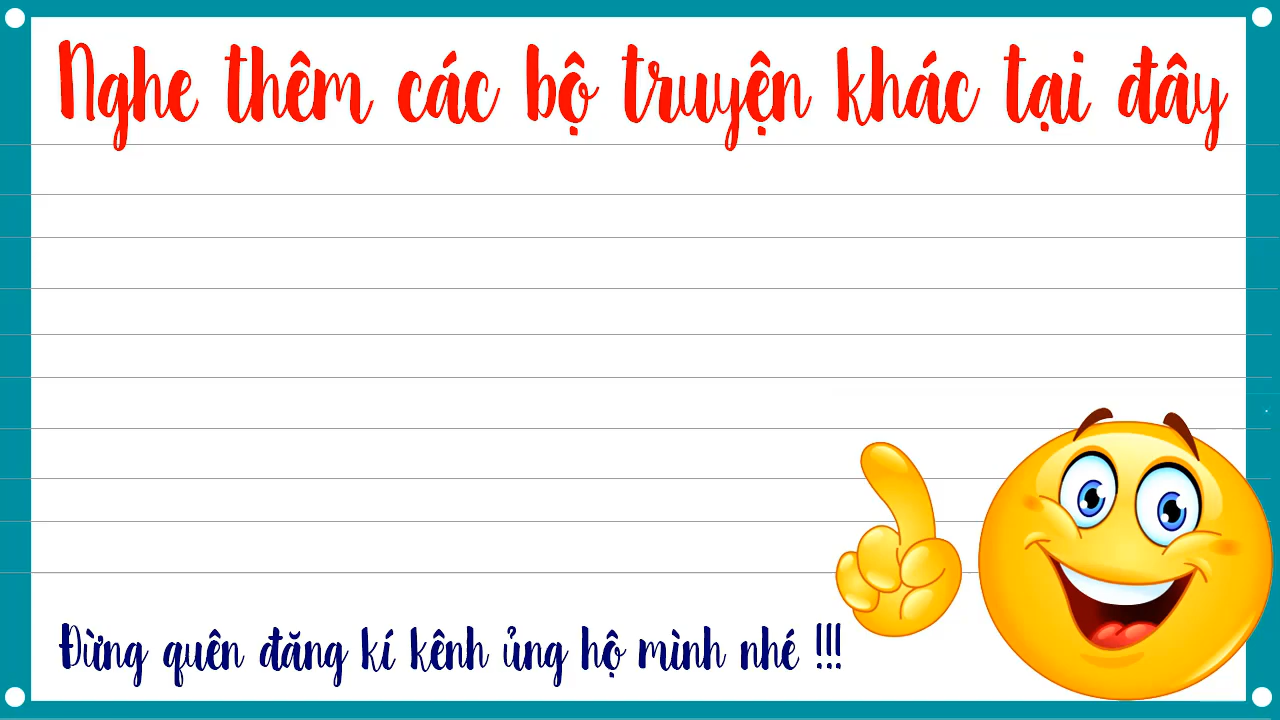 Nghe thêm các bộ truyện khác tại đây
Đừng quên đăng kí kênh ủng hộ mình nhé !!!